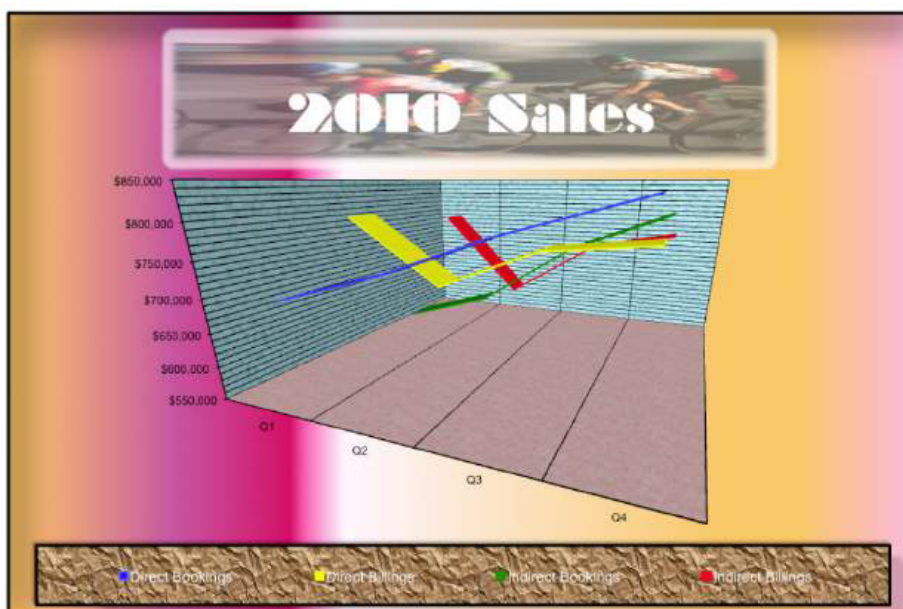 2010 Sales
$850,000
$800,000
$750,000
$700,000
$650,000
$600,000
$550,000
Q1
Q2
Q3
Q4
Direct Bookings
Direct Billings
Indirect Bookings
Indirect Billings